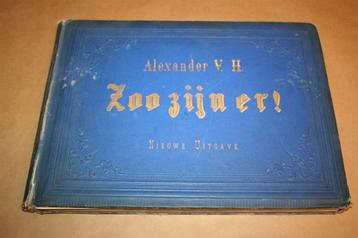 Alexander V. H.
Zoo zijn er!
NIEUWE UITGAVE